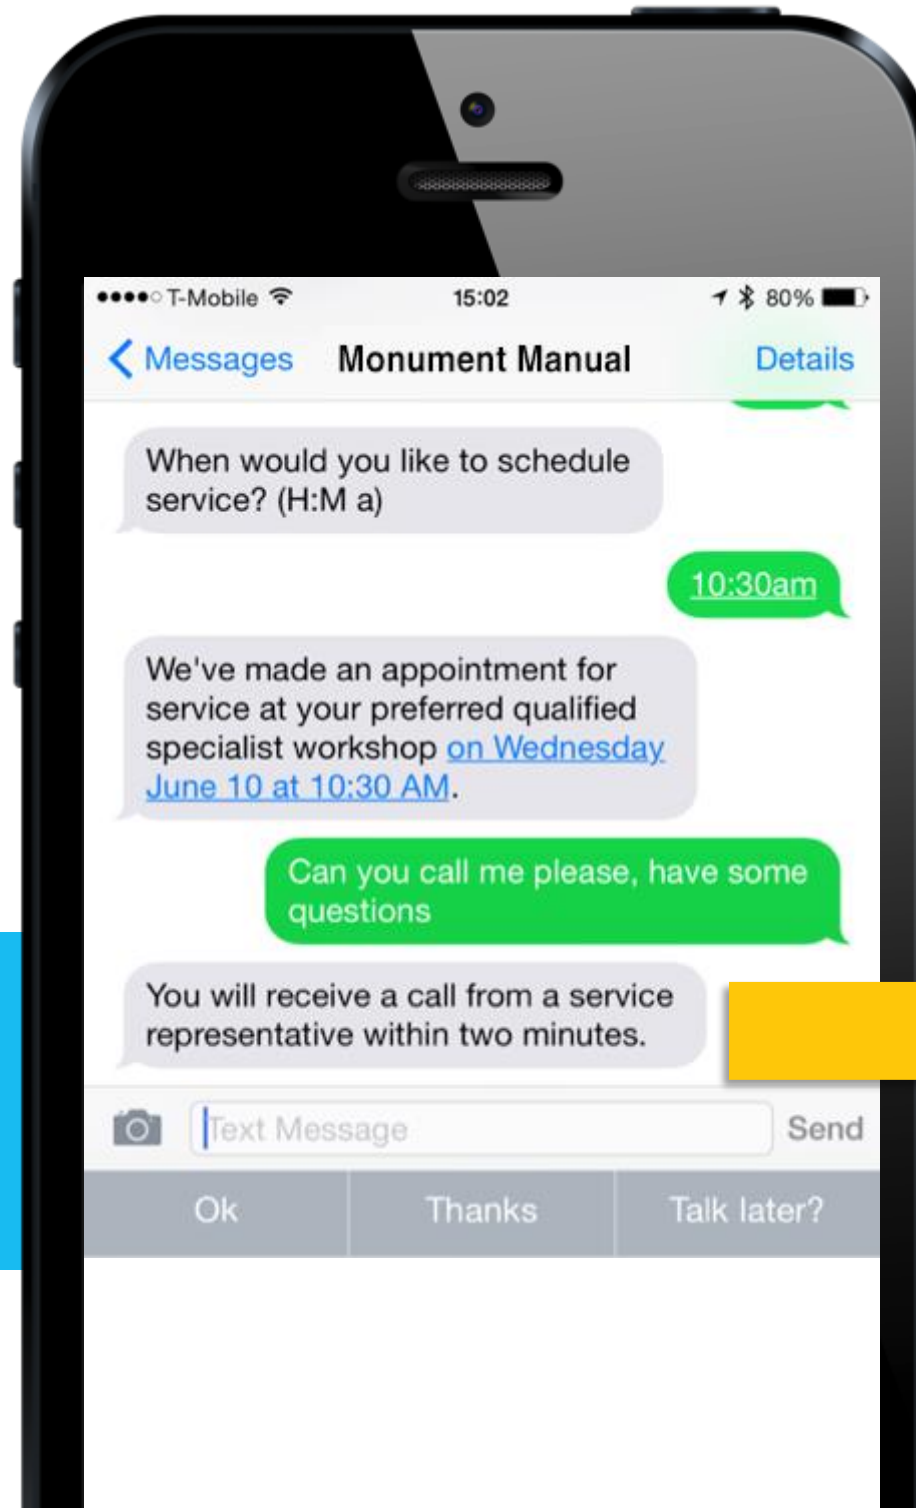 T-Mobile 15:02 80%
Messages Monument Manual Details
When would you like to schedule
service? (H:M a)
10:30am
We've made an appointment for
service at your preferred qualified
specialist workshop on Wednesday
June 10 at 10:30 AM.
Can you call me please, have some
questions
You will receive a call from a service
representative within two minutes.
Text Message Send
Ok Thanks Talk later?